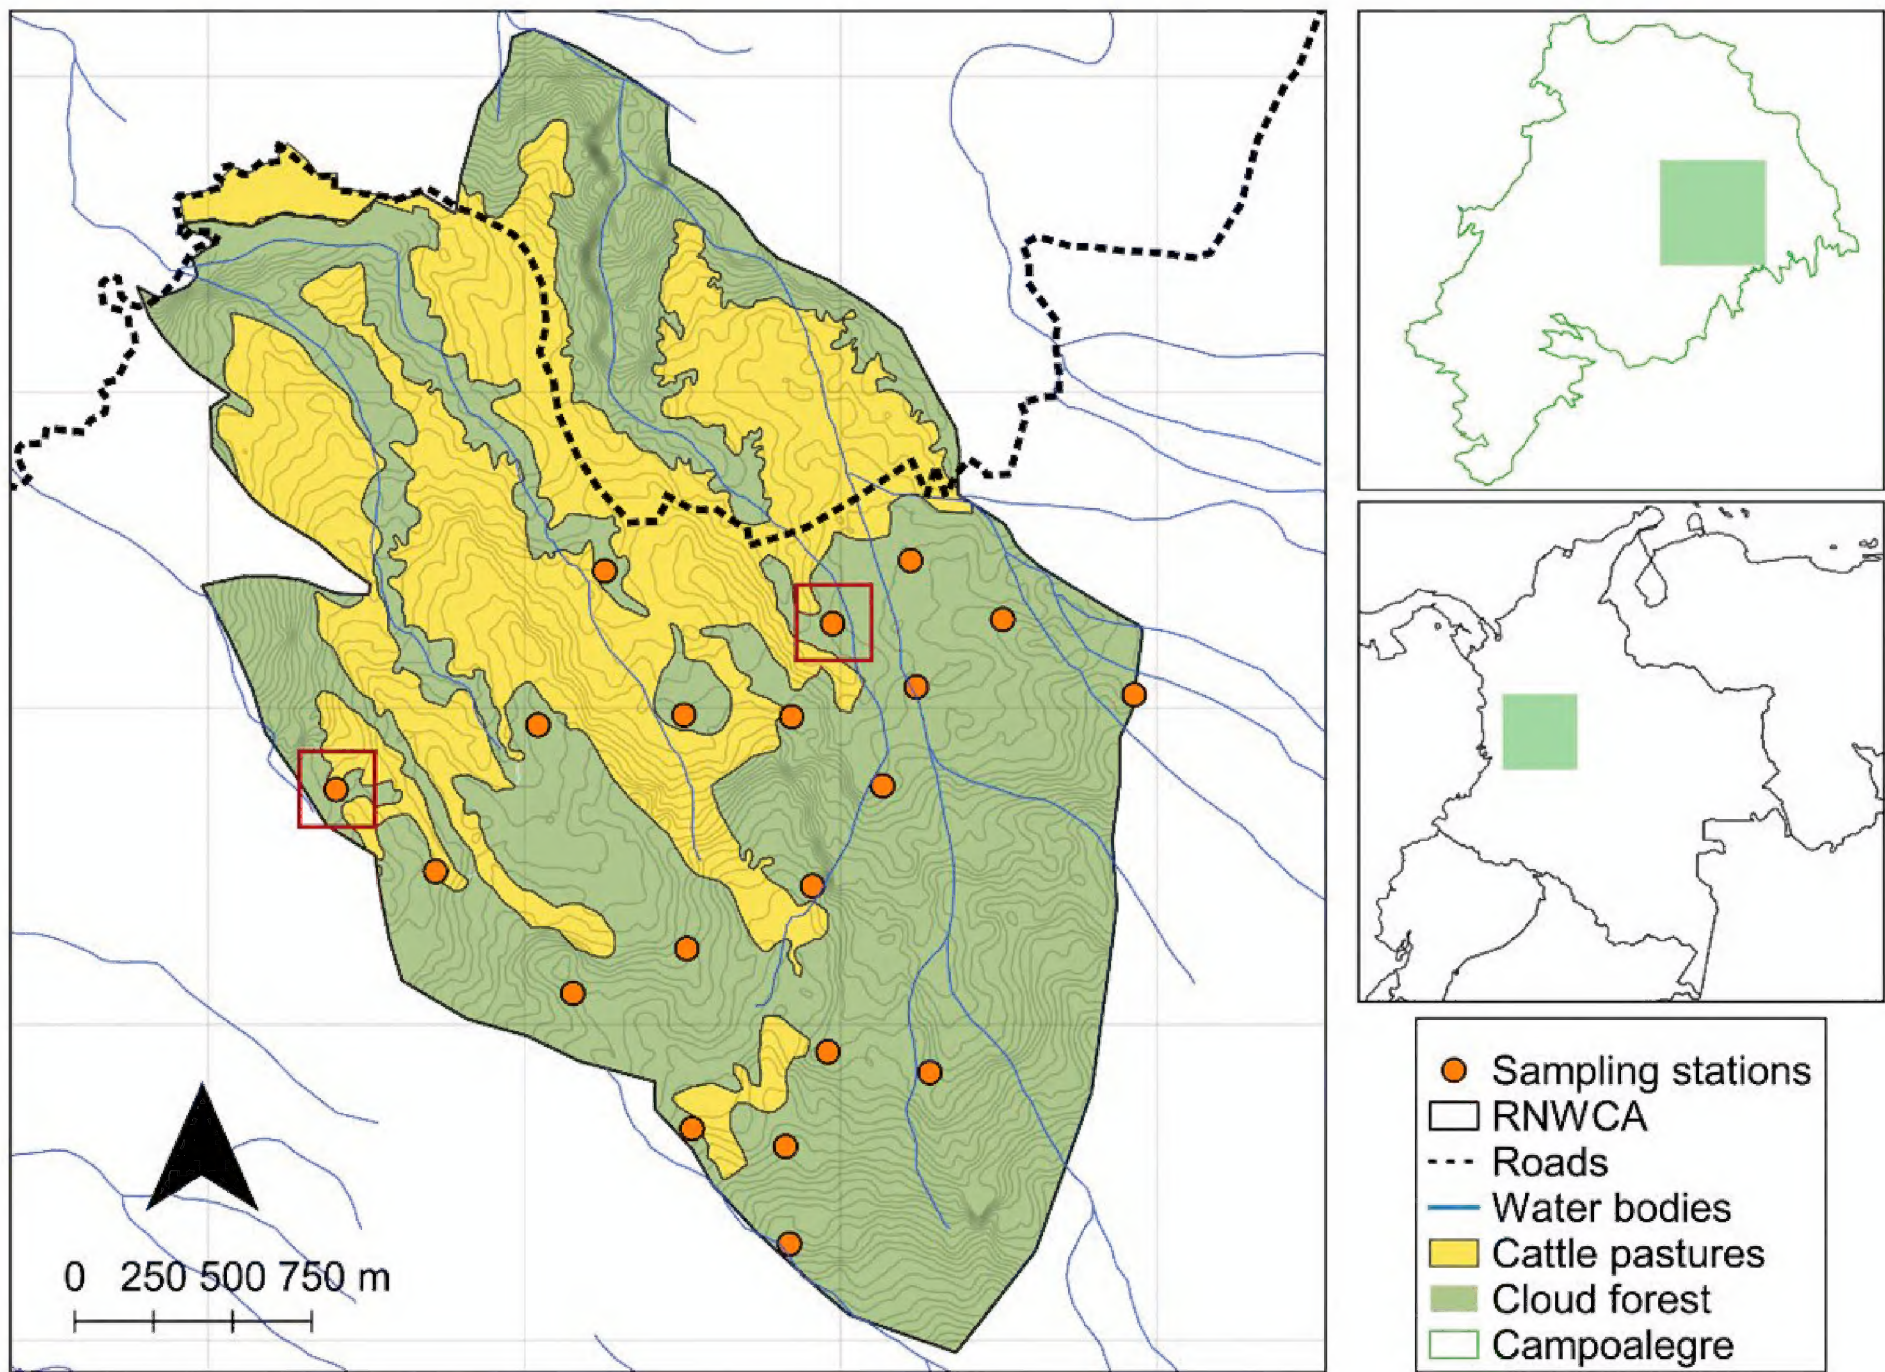 0 250 500 750 m
Sampling stations
RNWCA
Roads
Water bodies
Cattle pastures
Cloud forest
Campoalegre